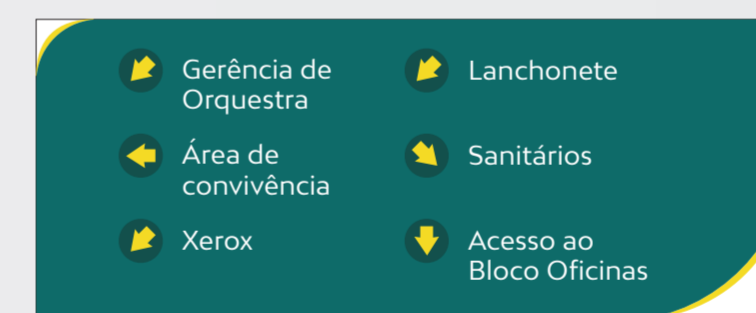 Gerência de
Orquestra
Área de
convivência
Xerox
Lanchonete
Sanitários
Acesso ao
Bloco Oficinas